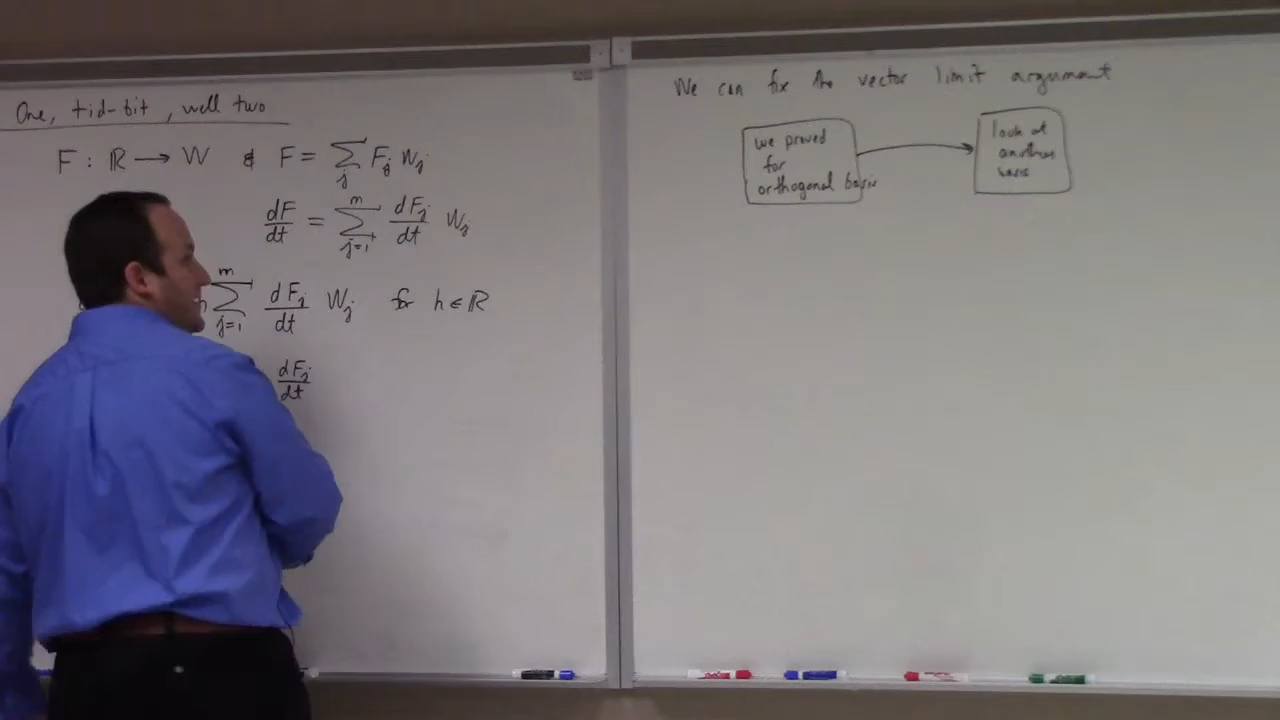 One, tid-bit, well two
F : ℝ → W & F = ∑_j F_j W_j
dF/dt = ∑_{j=1}^{m} dF_j/dt W_j
∑_{j=1}^{m} dF_j/dt W_j for h ∈ ℝ
dF_j/dt
We can fix the vector limit argument
we proved
for
orthogonal basis
look at
another
basis